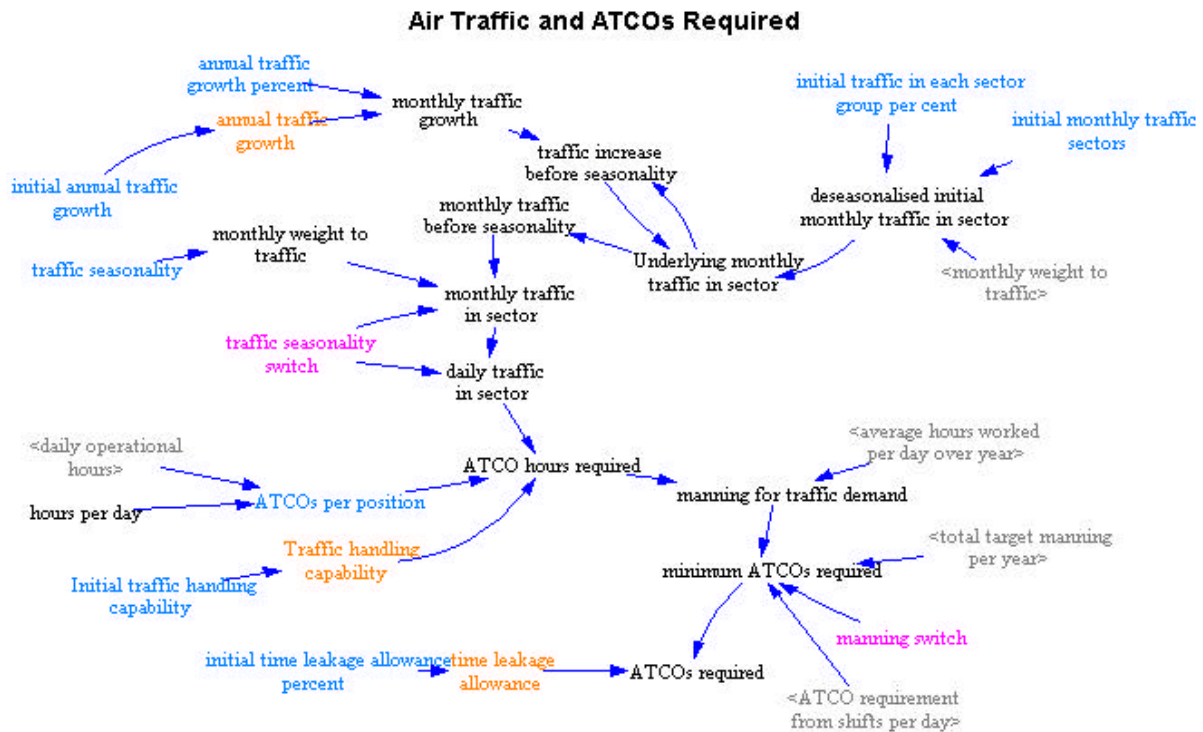 Air Traffic and ATCOs Required
annual traffic
growth percent
monthly traffic
growth
annual traffic
growth
initial annual traffic
growth
traffic increase
before seasonality
initial traffic in each sector
group per cent
initial monthly traffic
sectors
deseasonalised initial
monthly traffic in sector
<monthly weight to
traffic>
monthly traffic
before seasonality
Underlying monthly
traffic in sector
monthly weight to
traffic
traffic seasonality
monthly traffic
in sector
traffic seasonality
switch
daily traffic
in sector
<daily operational
hours>
hours per day
ATCOs per position
ATCO hours required
<average hours worked
per day over year>
manning for traffic demand
Traffic handling
capability
Initial traffic handling
capability
<total target manning
per year>
minimum ATCOs required
manning switch
initial time leakage allowance
percent
time leakage
allowance
ATCOs required
<ATCO requirement
from shifts per day>